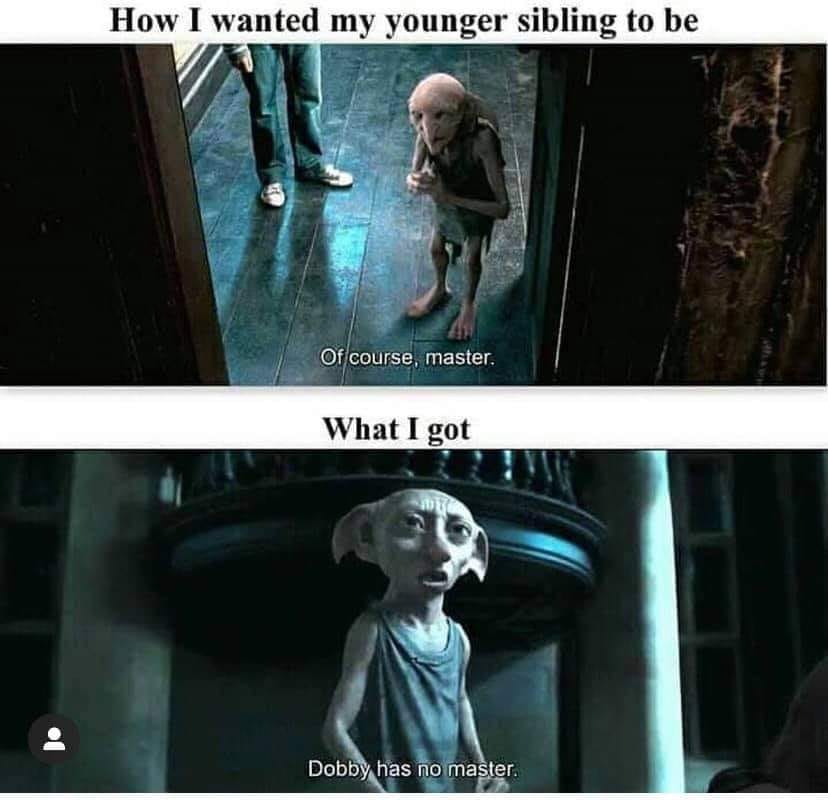 How I wanted my younger sibling to be
Of course, master.
What I got
Dobby has no master.